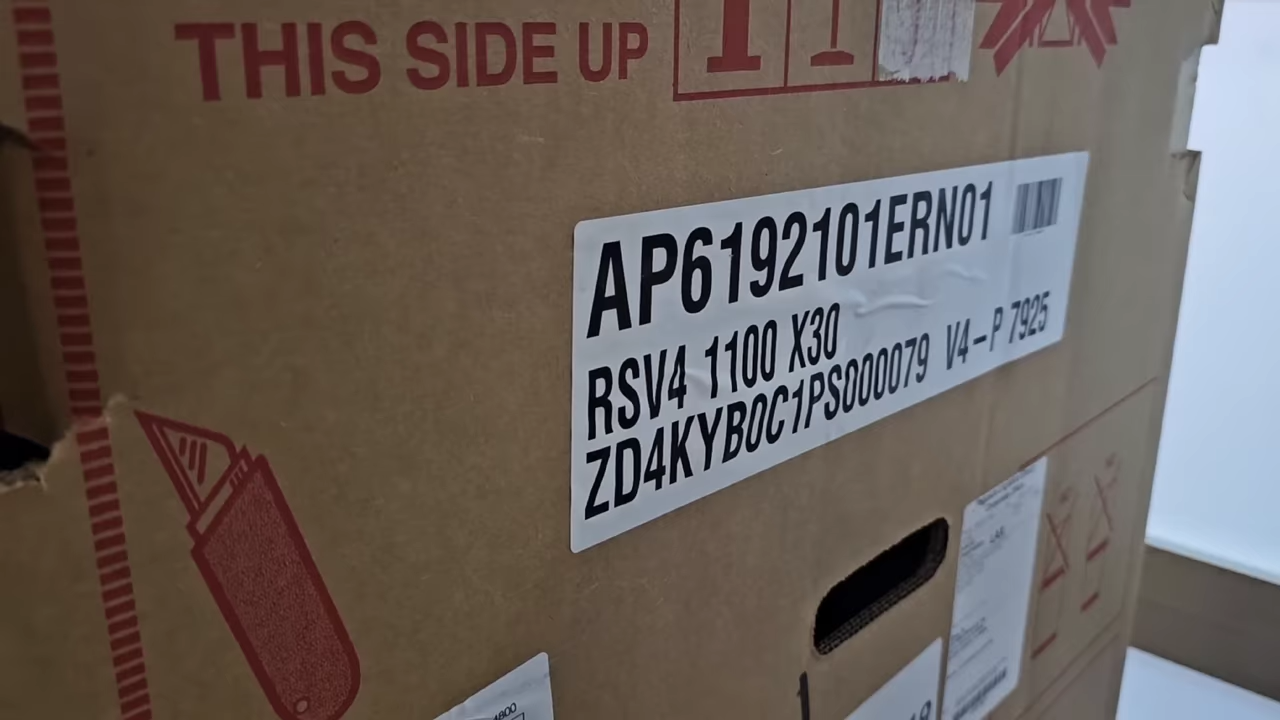 THIS SIDE UP
AP6192101ERN01
RSV4 1100 X30
ZD4KYB0C1PS000079 V4-P 7925